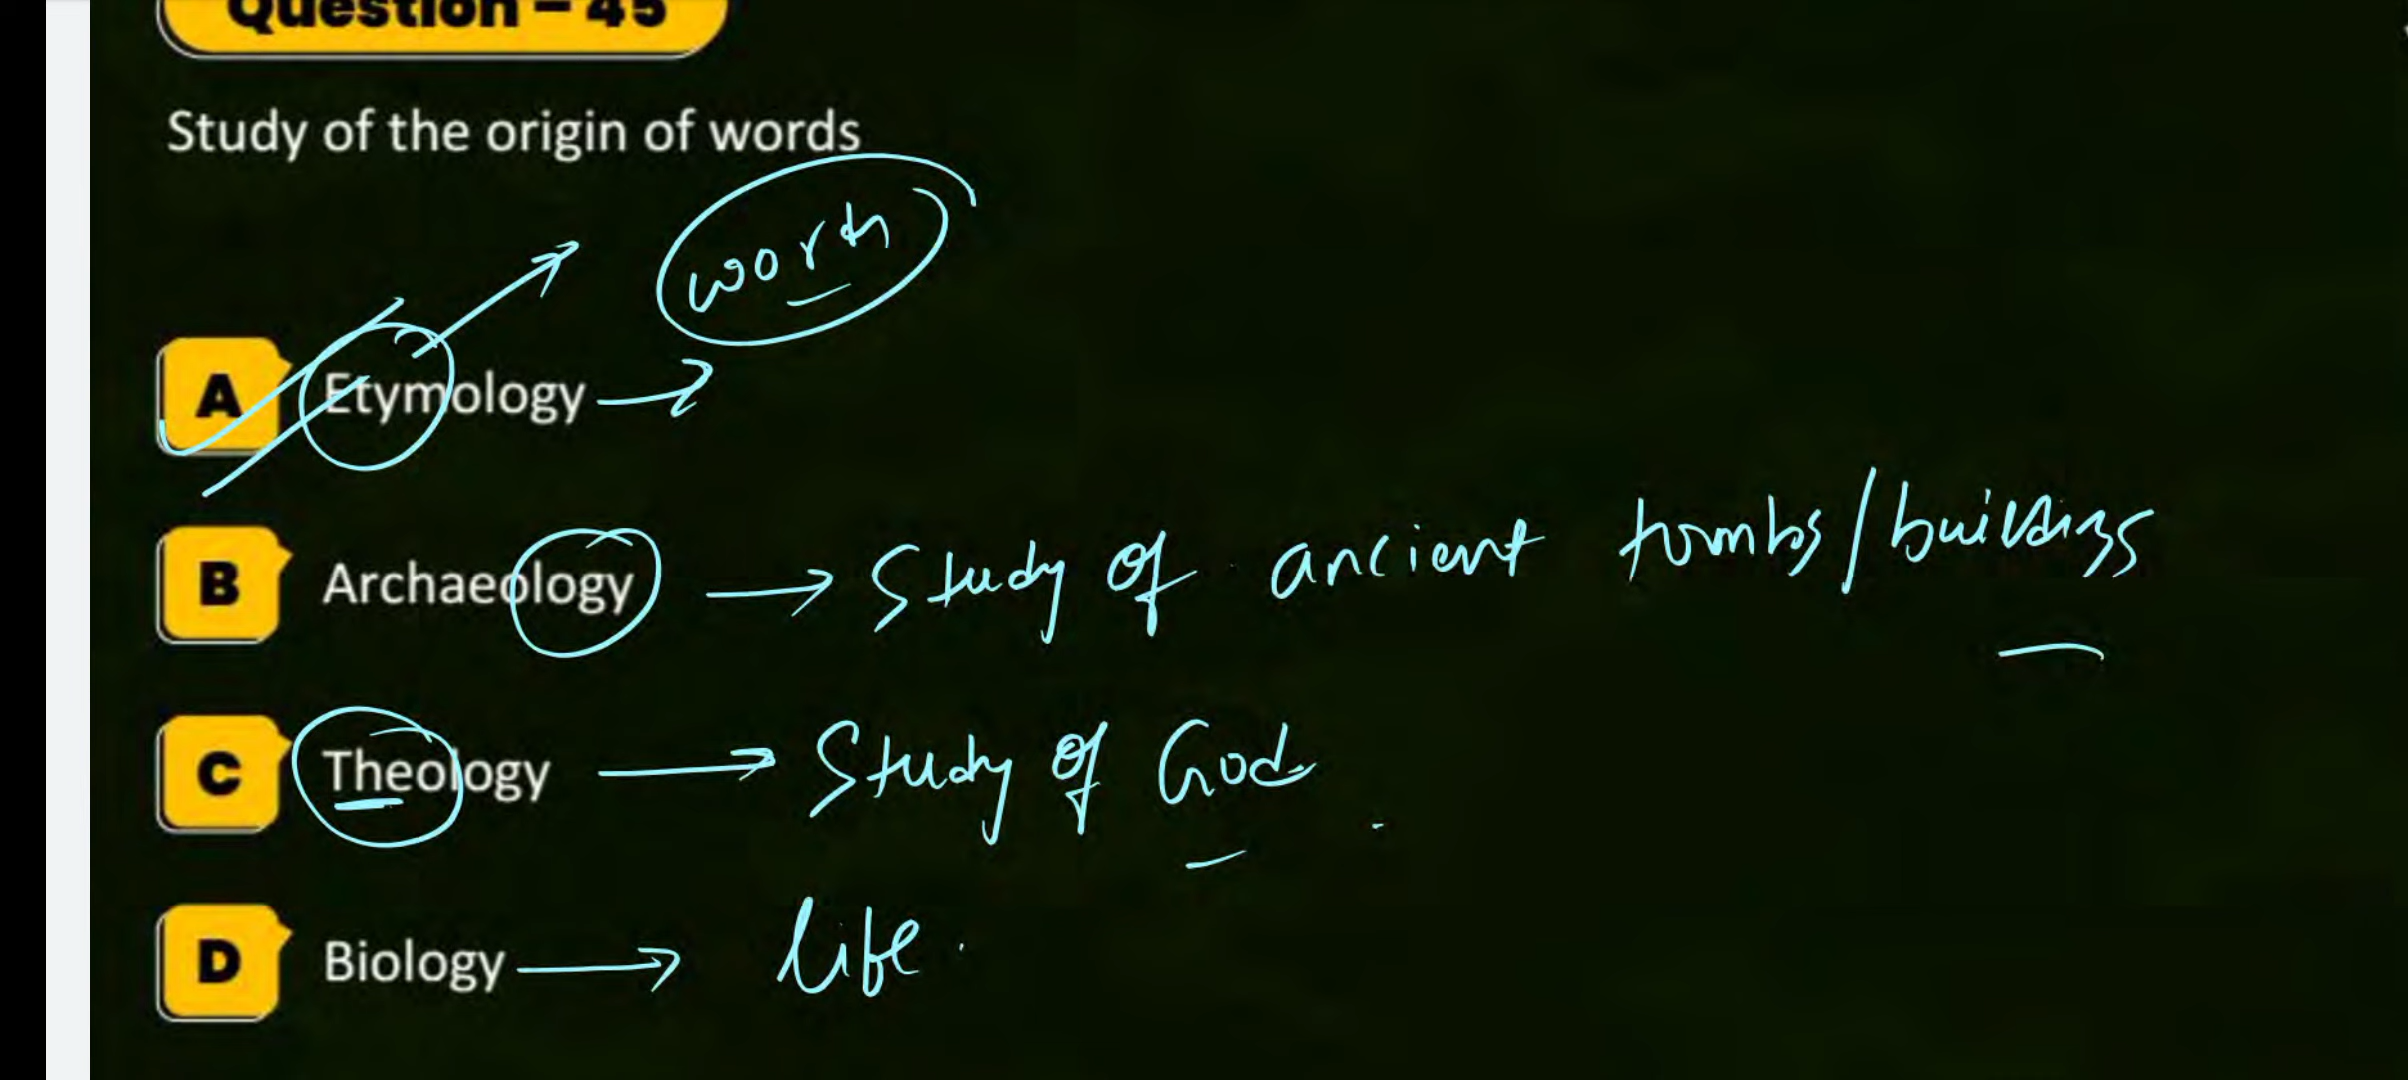 Question – 45
Study of the origin of words
word
A Etymology
B Archaeology → Study of ancient tombs/buildings
C Theology → Study of God.
D Biology → life.